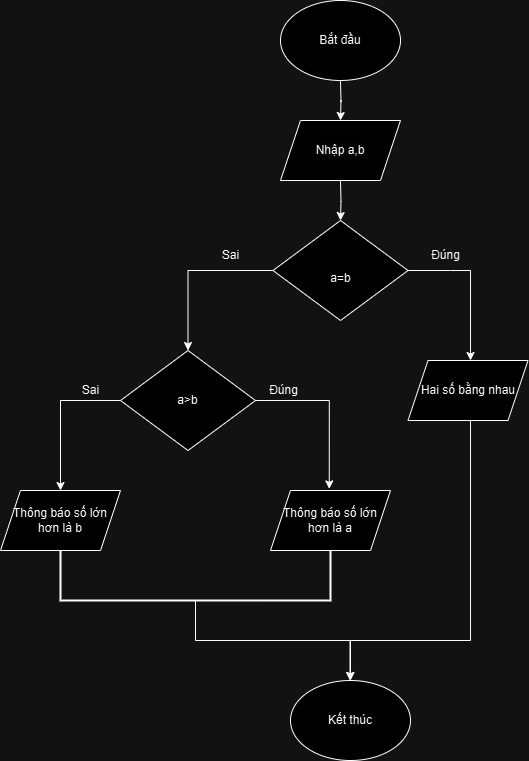 Bắt đầu
Nhập a,b
Sai
Đúng
a=b
Sai
Đúng
a>b
Hai số bằng nhau
Thông báo số lớn
hơn là b
Thông báo số lớn
hơn là a
Kết thúc